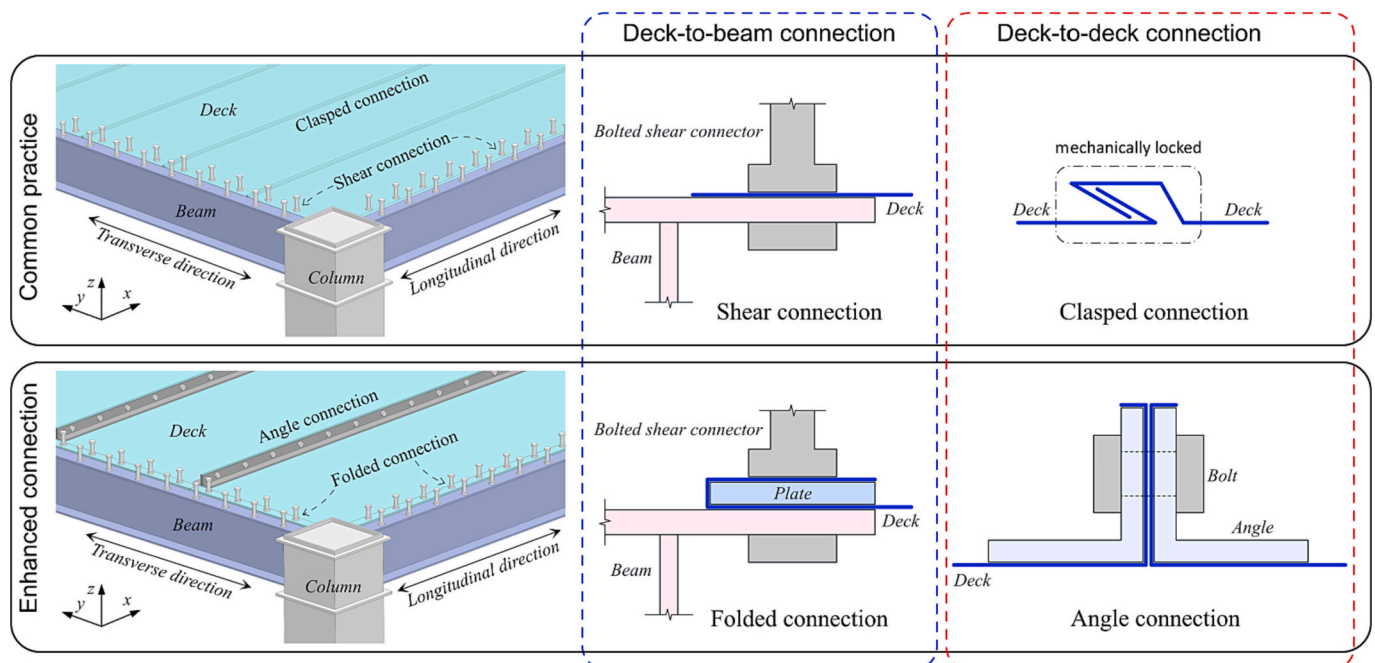 Deck-to-beam connection
Deck-to-deck connection
Common practice
Deck
Clasped connection
Shear connection
Beam
Transverse direction
Column
Longitudinal direction
z
y
x
Bolted shear connector
Deck
Beam
Shear connection
mechanically locked
Deck
Deck
Clasped connection
Enhanced connection
Deck
Angle connection
Folded connection
Beam
Transverse direction
Column
Longitudinal direction
z
y
x
Bolted shear connector
Plate
Deck
Beam
Folded connection
Bolt
Angle
Deck
Angle connection